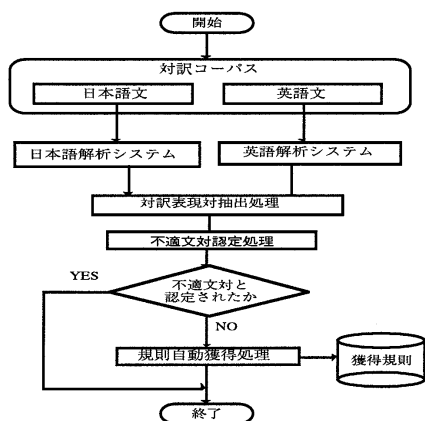 開始
対訳コーパス
日本語文
英語文
日本語解析システム
英語解析システム
対訳表現対抽出処理
不適文対認定処理
YES
不適文対と
認定されたか
NO
規則自動獲得処理
獲得規則
終了